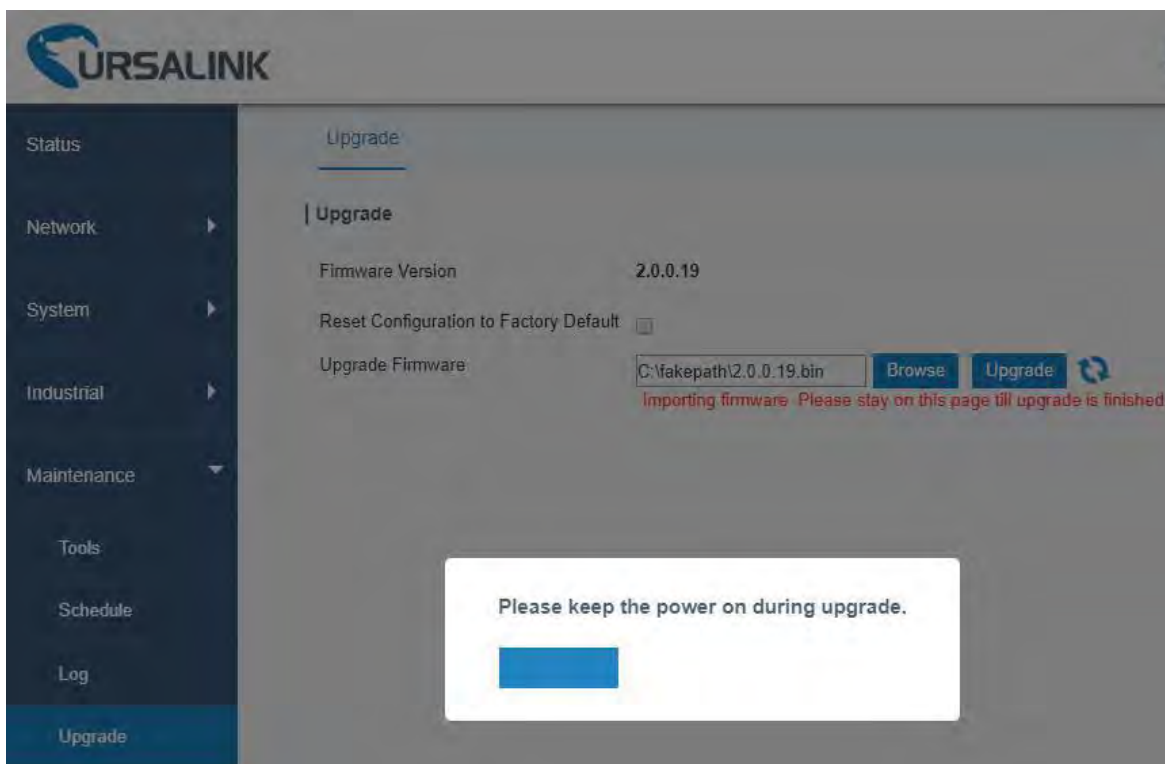 URSALINK
Status
Network
System
Industrial
Maintenance
Tools
Schedule
Log
Upgrade
Upgrade
Upgrade
Firmware Version 2.0.0.19
Reset Configuration to Factory Default
Upgrade Firmware C:\fakepath\2.0.0.19.bin Browse Upgrade
Importing firmware. Please stay on this page till upgrade is finished
Please keep the power on during upgrade.